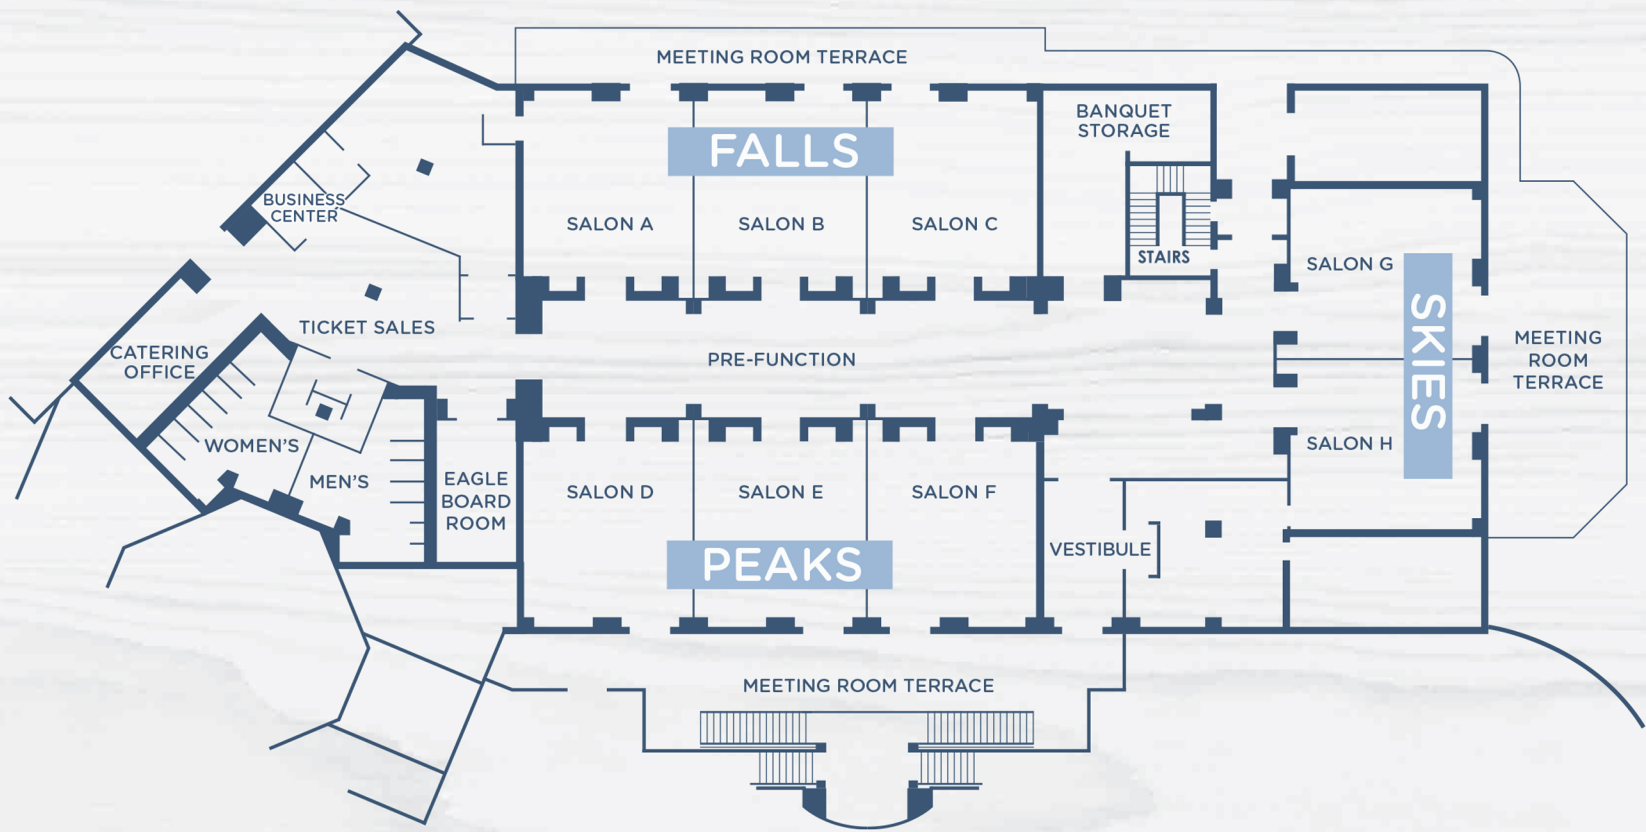 MEETING ROOM TERRACE
BANQUET
STORAGE
FALLS
BUSINESS
CENTER
SALON A
SALON B
SALON C
STAIRS
SALON G
SKIES
TICKET SALES
CATERING
OFFICE
PRE-FUNCTION
MEETING
ROOM
TERRACE
WOMEN'S
MEN'S
EAGLE
BOARD
ROOM
SALON D
SALON E
SALON F
SALON H
PEAKS
VESTIBULE
MEETING ROOM TERRACE